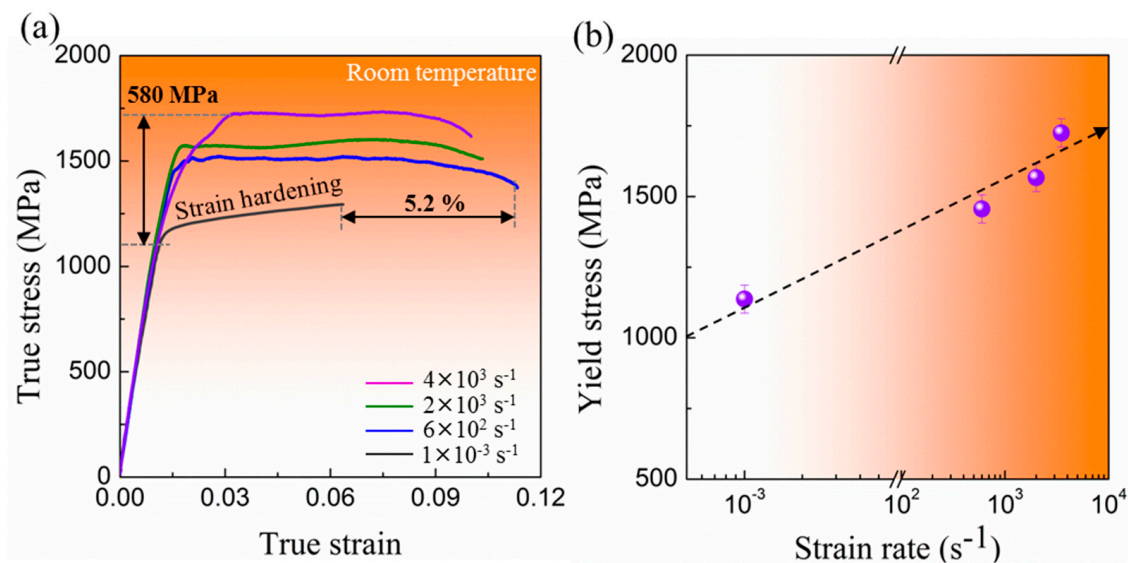 (a)
2000
1500
1000
500
0
True stress (MPa)
Room temperature
580 MPa
Strain hardening
5.2 %
4×10³ s⁻¹
2×10³ s⁻¹
6×10² s⁻¹
1×10⁻³ s⁻¹
0.00 0.03 0.06 0.09 0.12
True strain
(b)
2000
1500
1000
500
Yield stress (MPa)
10⁻³ 10² 10³ 10⁴
Strain rate (s⁻¹)